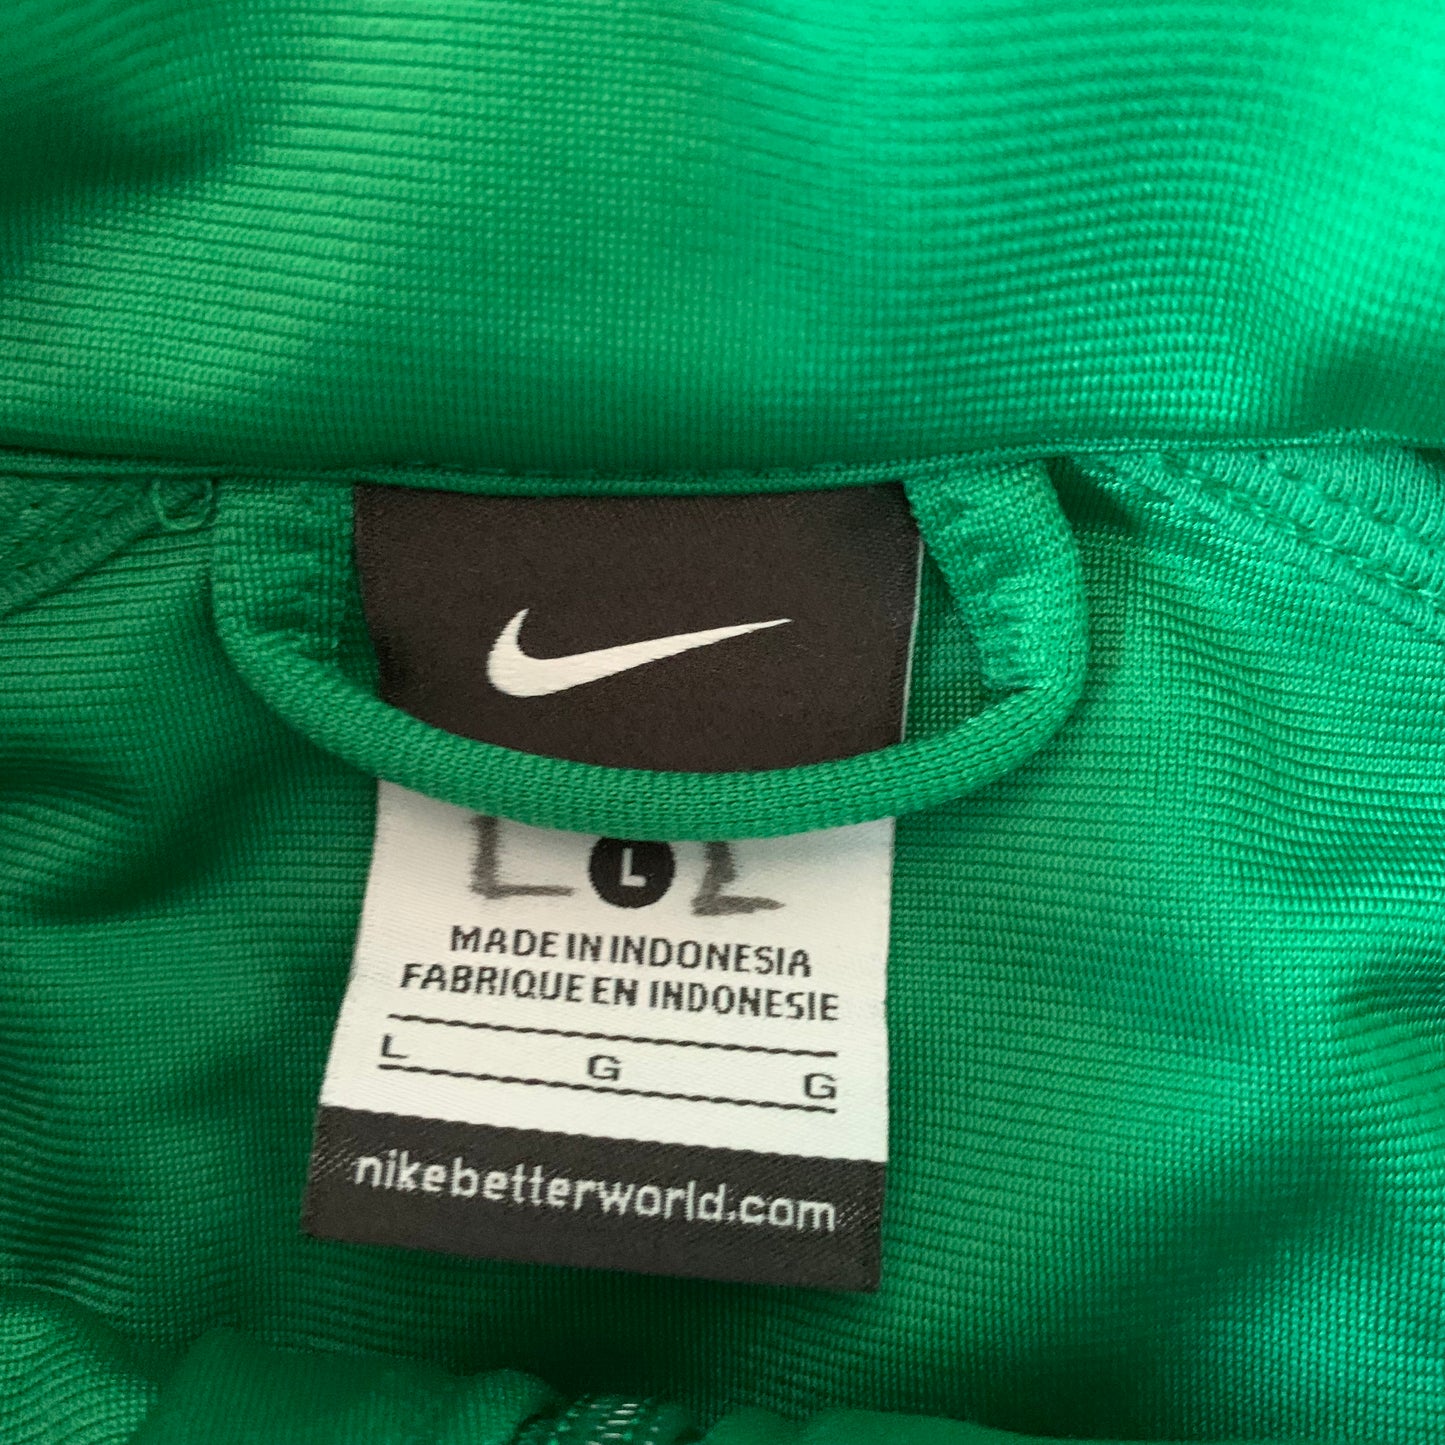 L L L
MADE IN INDONESIA
FABRIQUE EN INDONESIE
L G G
nikebetterworld.com